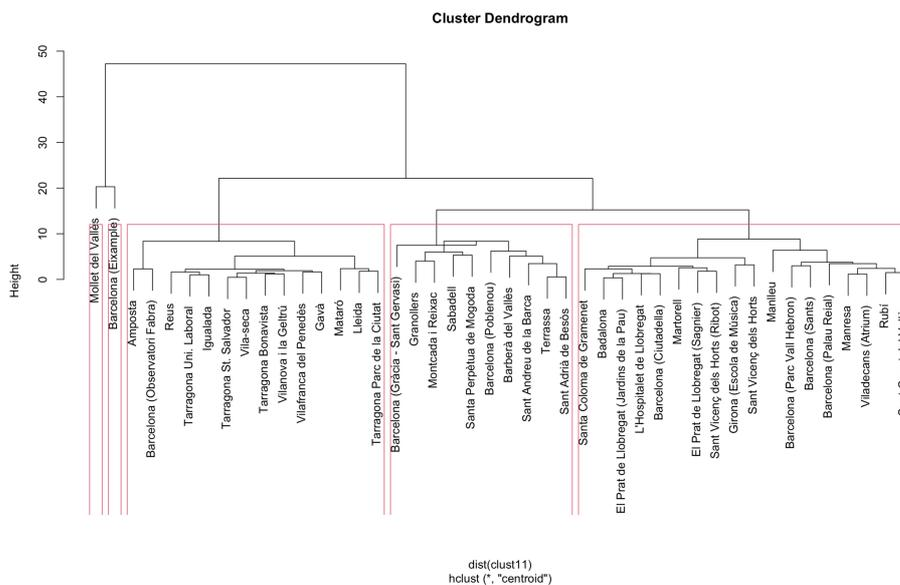 Cluster Dendrogram
Height
50
40
30
20
10
0
Mollet del Vallès
Barcelona (Eixample)
Amposta
Barcelona (Observatori Fabra)
Reus
Tarragona Uni. Laboral
Igualada
Tarragona St. Salvador
Vila-seca
Tarragona Bonavista
Vilanova i la Geltrú
Vilafranca del Penedès
Gavà
Mataró
Lleida
Tarragona Parc de la Ciutat
Barcelona (Gràcia - Sant Gervasi)
Granollers
Montcada i Reixac
Sabadell
Santa Perpètua de Mogoda
Barcelona (Poblenou)
Barberà del Vallès
Sant Andreu de la Barca
Terrassa
Sant Adrià de Besòs
Santa Coloma de Gramenet
Badalona
El Prat de Llobregat (Jardins de la Pau)
L'Hospitalet de Llobregat
Barcelona (Ciutadella)
Martorell
El Prat de Llobregat (Sagnier)
Sant Vicenç dels Horts (Ribot)
Girona (Escola de Música)
Sant Vicenç dels Horts
Manlleu
Barcelona (Parc Vall Hebron)
Barcelona (Sants)
Barcelona (Palau Reial)
Manresa
Viladecans (Atrium)
Rubí
dist(clust11)
hclust (*, "centroid")